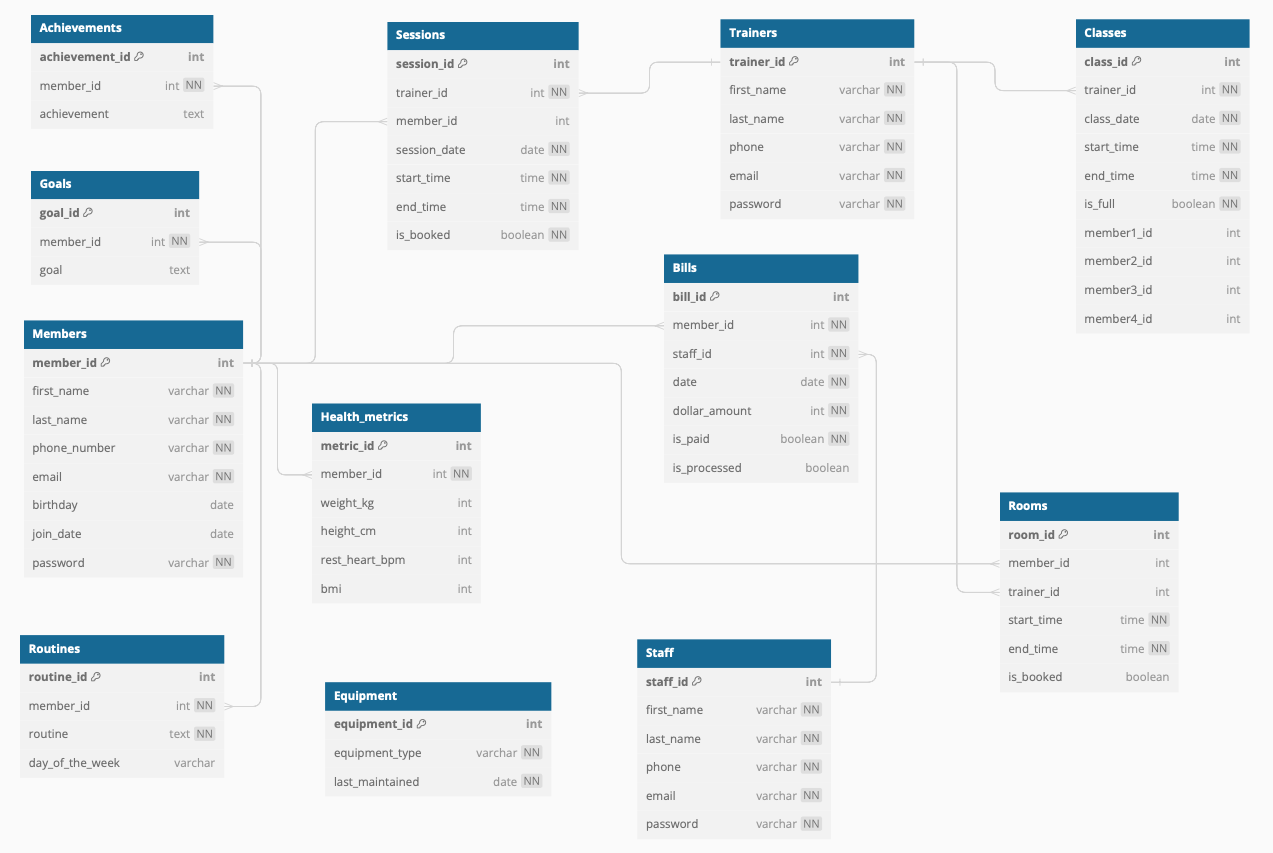 Achievements
achievement_id int
member_id int NN
achievement text
Goals
goal_id int
member_id int NN
goal text
Members
member_id int
first_name varchar NN
last_name varchar NN
phone_number varchar NN
email varchar NN
birthday date
join_date date
password varchar NN
Routines
routine_id int
member_id int NN
routine text NN
day_of_the_week varchar
Sessions
session_id int
trainer_id int NN
member_id int
session_date date NN
start_time time NN
end_time time NN
is_booked boolean NN
Health_metrics
metric_id int
member_id int NN
weight_kg int
height_cm int
rest_heart_bpm int
bmi int
Equipment
equipment_id int
equipment_type varchar NN
last_maintained date NN
Trainers
trainer_id int
first_name varchar NN
last_name varchar NN
phone varchar NN
email varchar NN
password varchar NN
Bills
bill_id int
member_id int NN
staff_id int NN
date date NN
dollar_amount int NN
is_paid boolean NN
is_processed boolean
Staff
staff_id int
first_name varchar NN
last_name varchar NN
phone varchar NN
email varchar NN
password varchar NN
Classes
class_id int
trainer_id int NN
class_date date NN
start_time time NN
end_time time NN
is_full boolean NN
member1_id int
member2_id int
member3_id int
member4_id int
Rooms
room_id int
member_id int
trainer_id int
start_time time NN
end_time time NN
is_booked boolean